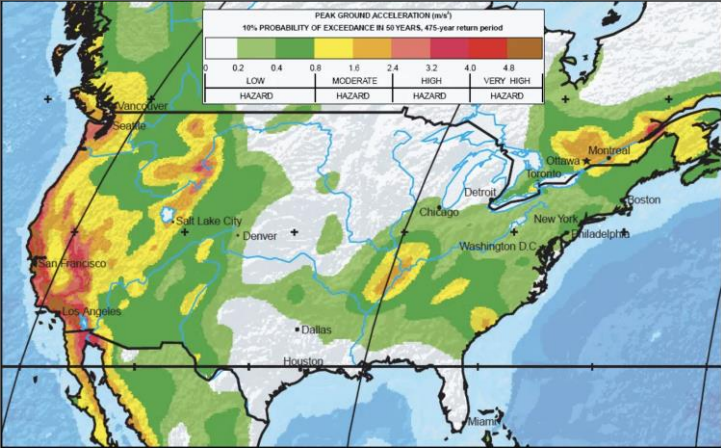 PEAK GROUND ACCELERATION (m/s²)
10% PROBABILITY OF EXCEEDANCE IN 50 YEARS, 475-year return period
0 0.2 0.4 0.8 1.6 2.4 3.2 4.0 4.8
LOW MODERATE HIGH VERY HIGH
HAZARD HAZARD HAZARD HAZARD
Vancouver
Seattle
Ottawa
Montreal
Toronto
Detroit
Boston
Chicago
Salt Lake City
New York
Denver
Philadelphia
Washington D.C.
San Francisco
Los Angeles
Dallas
Houston
Miami